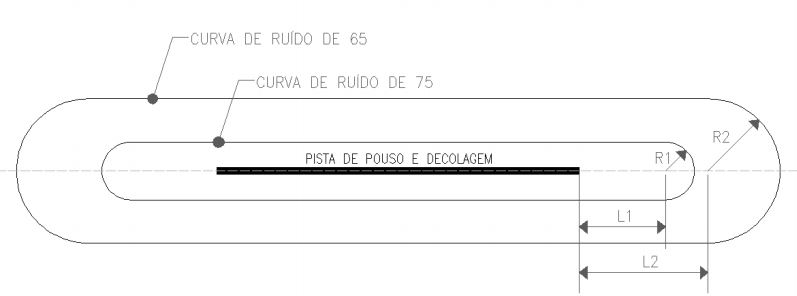 CURVA DE RUÍDO DE 65
CURVA DE RUÍDO DE 75
PISTA DE POUSO E DECOLAGEM
R1
R2
L1
L2